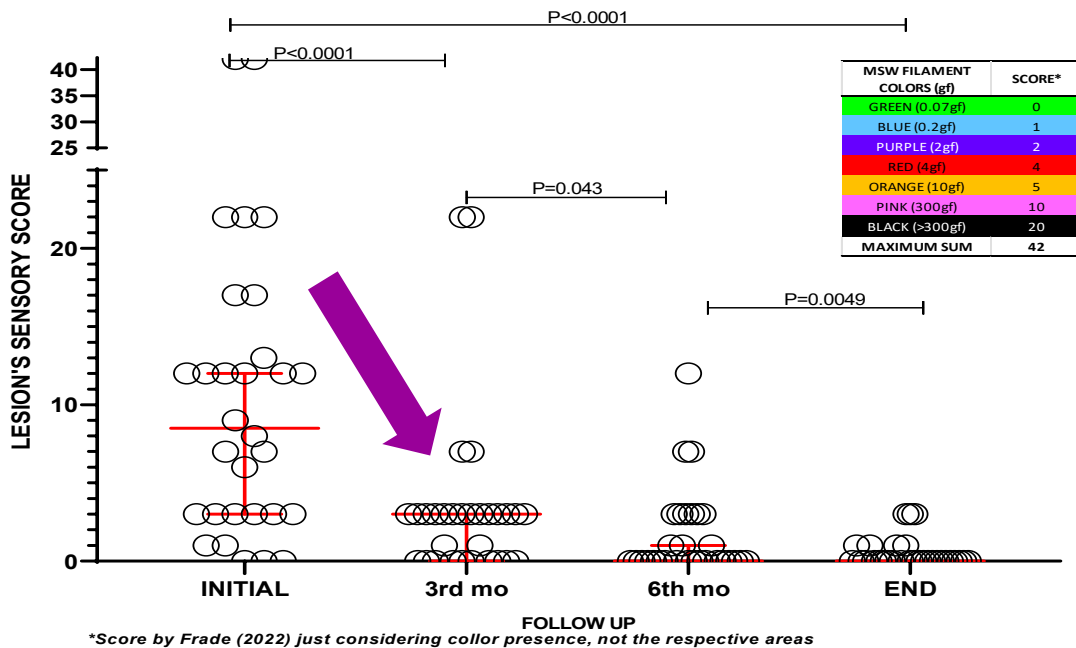 P<0.0001
P<0.0001
P=0.043
P=0.0049
LESION'S SENSORY SCORE
40
35
30
25
20
10
0
MSW FILAMENT COLORS (gf) SCORE*
GREEN (0.07gf) 0
BLUE (0.2gf) 1
PURPLE (2gf) 2
RED (4gf) 4
ORANGE (10gf) 5
PINK (300gf) 10
BLACK (>300gf) 20
MAXIMUM SUM 42
INITIAL 3rd mo 6th mo END
FOLLOW UP
*Score by Frade (2022) just considering collor presence, not the respective areas